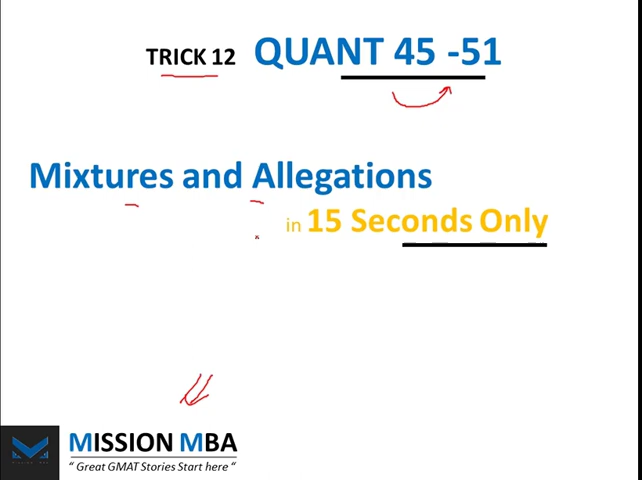 TRICK 12 QUANT 45 -51
Mixtures and Allegations
in 15 Seconds Only
MISSION MBA
“ Great GMAT Stories Start here “